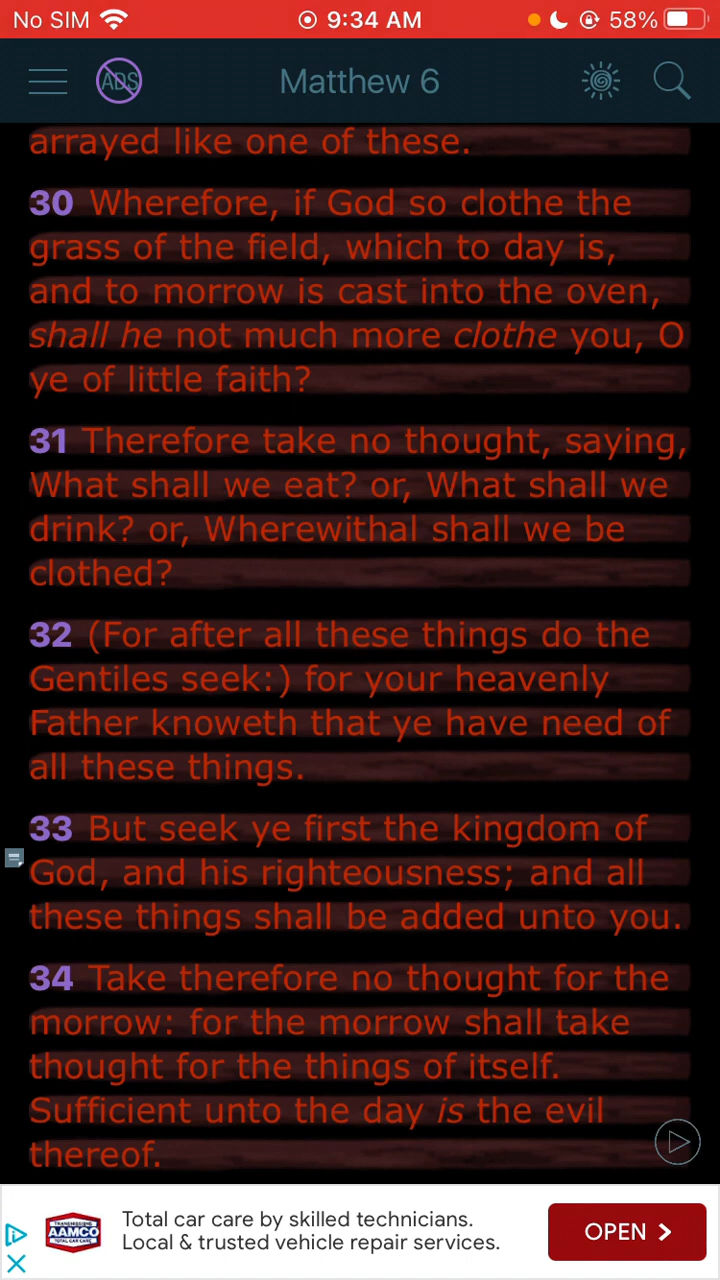 No SIM 9:34 AM 58%
ADS Matthew 6
arrayed like one of these.
30 Wherefore, if God so clothe the
grass of the field, which to day is,
and to morrow is cast into the oven,
shall he not much more clothe you, O
ye of little faith?
31 Therefore take no thought, saying,
What shall we eat? or, What shall we
drink? or, Wherewithal shall we be
clothed?
32 (For after all these things do the
Gentiles seek:) for your heavenly
Father knoweth that ye have need of
all these things.
33 But seek ye first the kingdom of
God, and his righteousness; and all
these things shall be added unto you.
34 Take therefore no thought for the
morrow: for the morrow shall take
thought for the things of itself.
Sufficient unto the day is the evil
thereof.
TRANSMISSIONS
AAMCO
TOTAL CAR CARE
Total car care by skilled technicians.
Local & trusted vehicle repair services.
OPEN